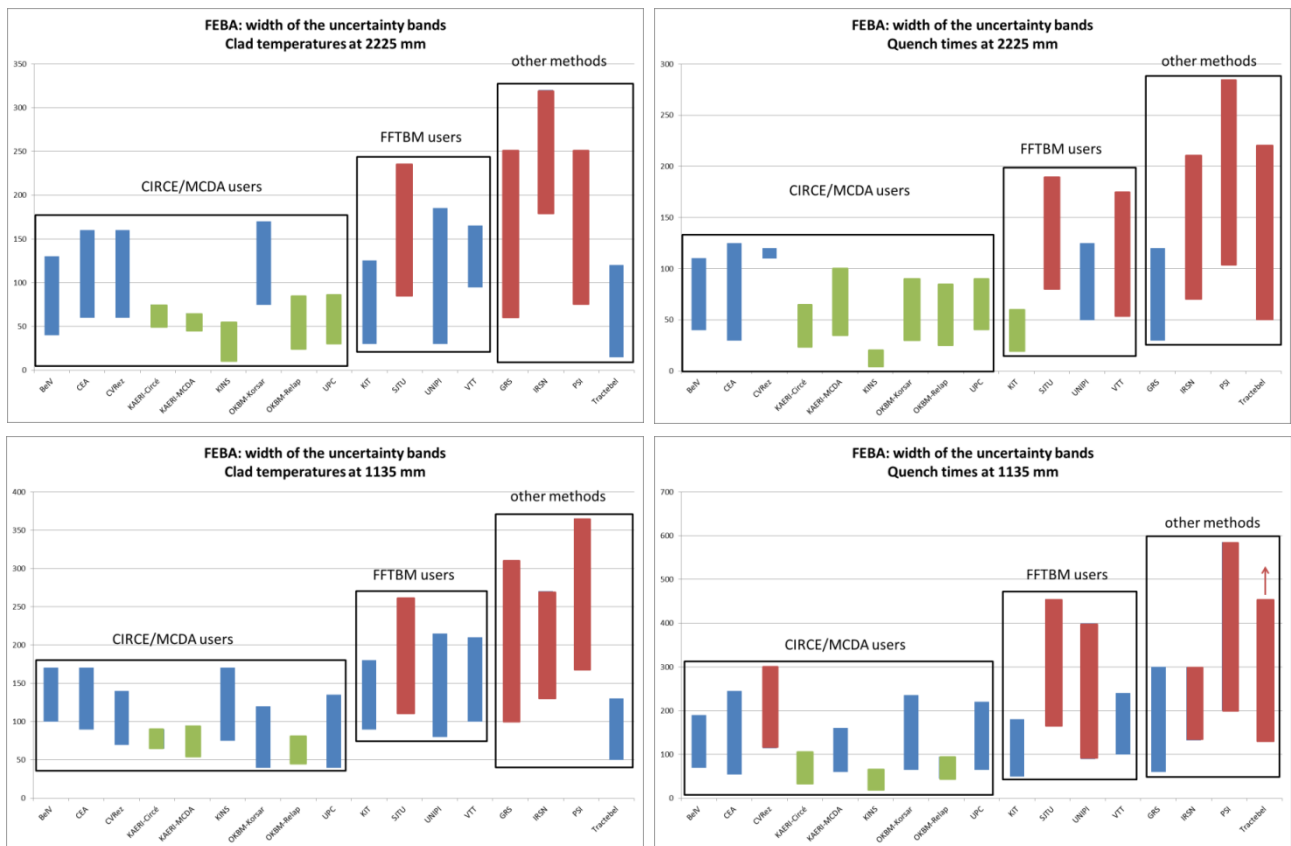 FEBA: width of the uncertainty bands
Clad temperatures at 2225 mm
other methods
FFTBM users
CIRCE/MCDA users
350
300
250
200
150
100
50
0
BelV
CEA
CVRez
KAERI-Circé
KAERI-MCDA
KINS
OKBM-Korsar
OKBM-Relap
UPC
KIT
SJTU
UNIPI
VTT
GRS
IRSN
PSI
Tractebel
FEBA: width of the uncertainty bands
Quench times at 2225 mm
other methods
FFTBM users
CIRCE/MCDA users
300
250
200
150
100
50
0
BelV
CEA
CVRez
KAERI-Circé
KAERI-MCDA
KINS
OKBM-Korsar
OKBM-Relap
UPC
KIT
SJTU
UNIPI
VTT
GRS
IRSN
PSI
Tractebel
FEBA: width of the uncertainty bands
Clad temperatures at 1135 mm
other methods
FFTBM users
CIRCE/MCDA users
400
350
300
250
200
150
100
50
0
BelV
CEA
CVRez
KAERI-Circé
KAERI-MCDA
KINS
OKBM-Korsar
OKBM-Relap
UPC
KIT
SJTU
UNIPI
VTT
GRS
IRSN
PSI
Tractebel
FEBA: width of the uncertainty bands
Quench times at 1135 mm
other methods
FFTBM users
CIRCE/MCDA users
700
600
500
400
300
200
100
0
BelV
CEA
CVRez
KAERI-Circé
KAERI-MCDA
KINS
OKBM-Korsar
OKBM-Relap
UPC
KIT
SJTU
UNIPI
VTT
GRS
IRSN
PSI
Tractebel